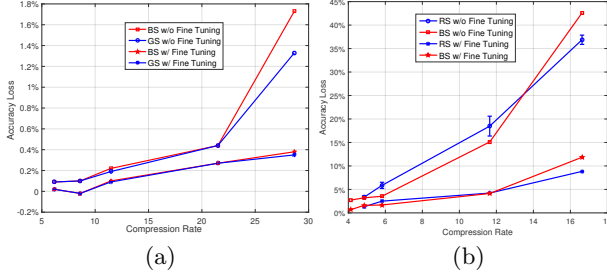 1.8%
1.6%
1.4%
1.2%
1%
0.8%
0.6%
0.4%
0.2%
0
-0.2%
Accuracy Loss
BS w/o Fine Tuning
GS w/o Fine Tuning
BS w/ Fine Tuning
GS w/ Fine Tuning
5 10 15 20 25 30
Compression Rate
(a)
45%
40%
35%
30%
25%
20%
15%
10%
5%
0%
Accuracy Loss
RS w/o Fine Tuning
BS w/o Fine Tuning
RS w/ Fine Tuning
BS w/ Fine Tuning
4 6 8 10 12 14 16
Compression Rate
(b)